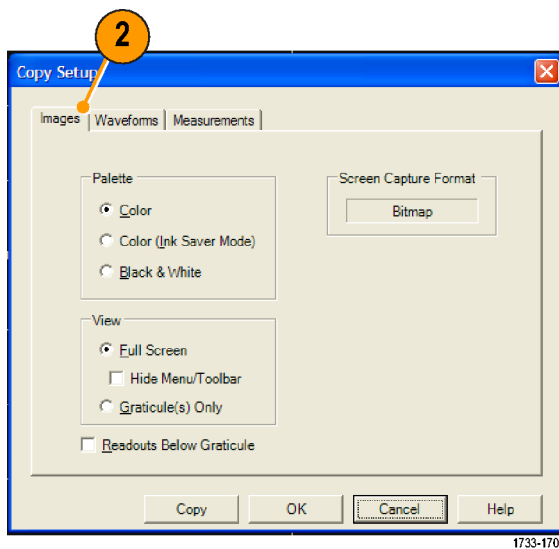 2
Copy Setup
Images Waveforms Measurements
Palette
Color
Color (Ink Saver Mode)
Black & White
Screen Capture Format
Bitmap
View
Full Screen
Hide Menu/Toolbar
Graticule(s) Only
Readouts Below Graticule
Copy OK Cancel Help
1733-170